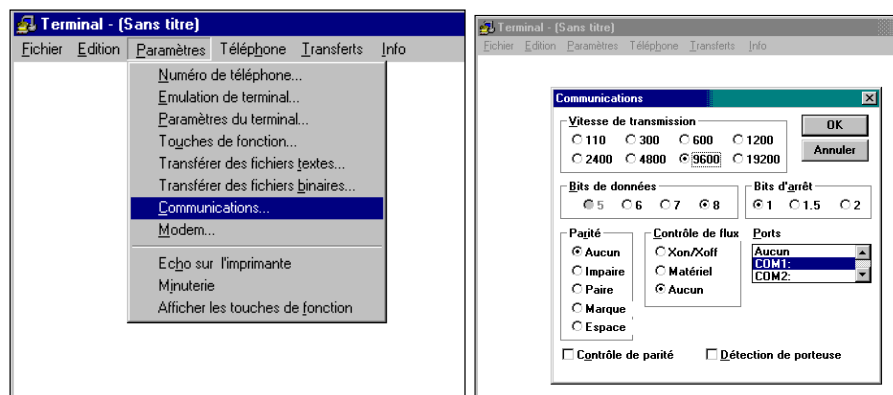 Terminal - (Sans titre)
Fichier Edition Paramètres Téléphone Transferts Info
Numéro de téléphone...
Emulation de terminal...
Paramètres du terminal...
Touches de fonction...
Transférer des fichiers textes...
Transférer des fichiers binaires...
Communications...
Modem...
Echo sur l'imprimante
Minuterie
Afficher les touches de fonction
Terminal - (Sans titre)
Fichier Edition Paramètres Téléphone Transferts Info
Communications
Vitesse de transmission
110 300 600 1200
2400 4800 9600 19200
OK
Annuler
Bits de données
5 6 7 8
Bits d'arrêt
1 1.5 2
Parité
Aucun
Impaire
Paire
Marque
Espace
Contrôle de flux
Xon/Xoff
Matériel
Aucun
Ports
Aucun
COM1:
COM2:
Contrôle de parité Détection de porteuse